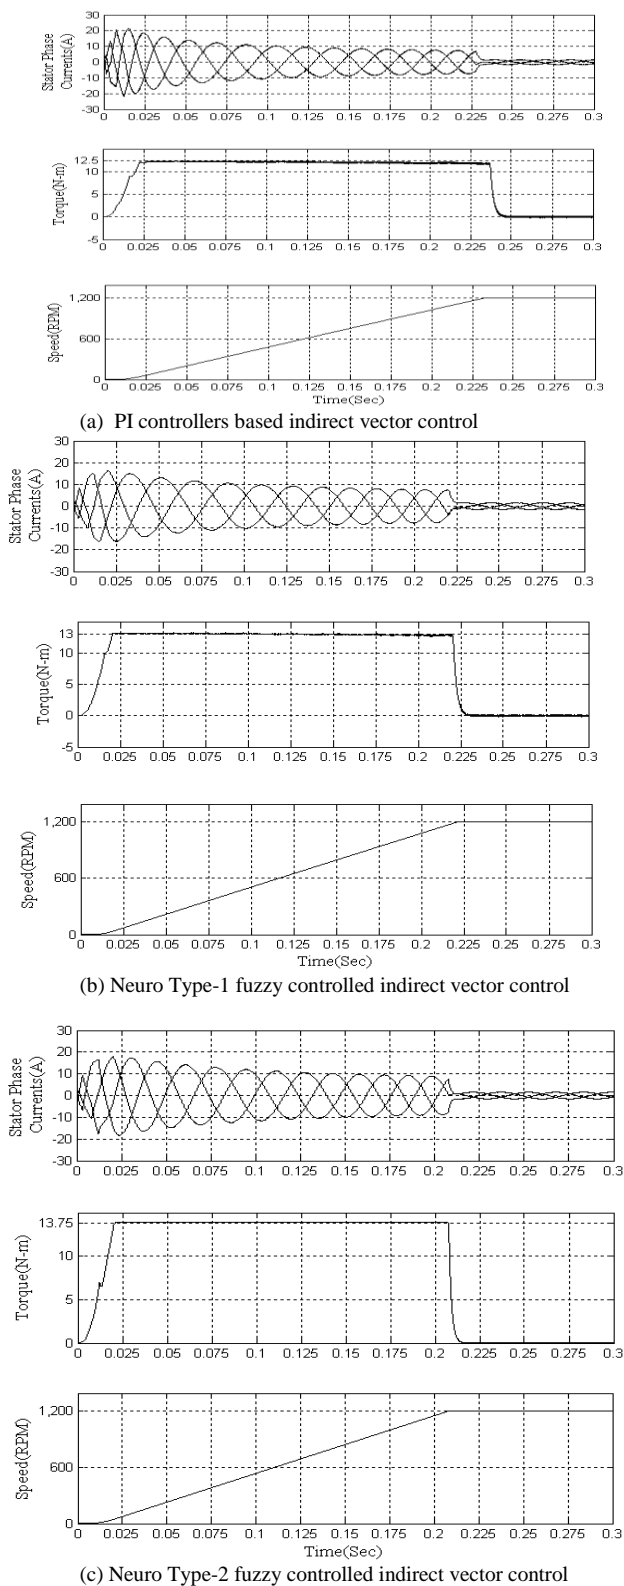 Stator Phase
Currents(A)
30
20
10
0
-10
-20
-30
0 0.025 0.05 0.075 0.1 0.125 0.15 0.175 0.2 0.225 0.25 0.275 0.3
Torque(N-m)
12.5
10
5
0
-5
0 0.025 0.05 0.075 0.1 0.125 0.15 0.175 0.2 0.225 0.25 0.275 0.3
Speed(RPM)
1,200
600
0
0 0.025 0.05 0.075 0.1 0.125 0.15 0.175 0.2 0.225 0.25 0.275 0.3
Time(Sec)
(a) PI controllers based indirect vector control
Stator Phase
Currents(A)
30
20
10
0
-10
-20
-30
0 0.025 0.05 0.075 0.1 0.125 0.15 0.175 0.2 0.225 0.25 0.275 0.3
Torque(N-m)
13
10
5
0
-5
0 0.025 0.05 0.075 0.1 0.125 0.15 0.175 0.2 0.225 0.25 0.275 0.3
Speed(RPM)
1,200
600
0
0 0.025 0.05 0.075 0.1 0.125 0.15 0.175 0.2 0.225 0.25 0.275 0.3
Time(Sec)
(b) Neuro Type-1 fuzzy controlled indirect vector control
Stator Phase
Currents(A)
30
20
10
0
-10
-20
-30
0 0.025 0.05 0.075 0.1 0.125 0.15 0.175 0.2 0.225 0.25 0.275 0.3
Torque(N-m)
13.75
10
5
0
0 0.025 0.05 0.075 0.1 0.125 0.15 0.175 0.2 0.225 0.25 0.275 0.3
Speed(RPM)
1,200
600
0
0 0.025 0.05 0.075 0.1 0.125 0.15 0.175 0.2 0.225 0.25 0.275 0.3
Time(Sec)
(c) Neuro Type-2 fuzzy controlled indirect vector control